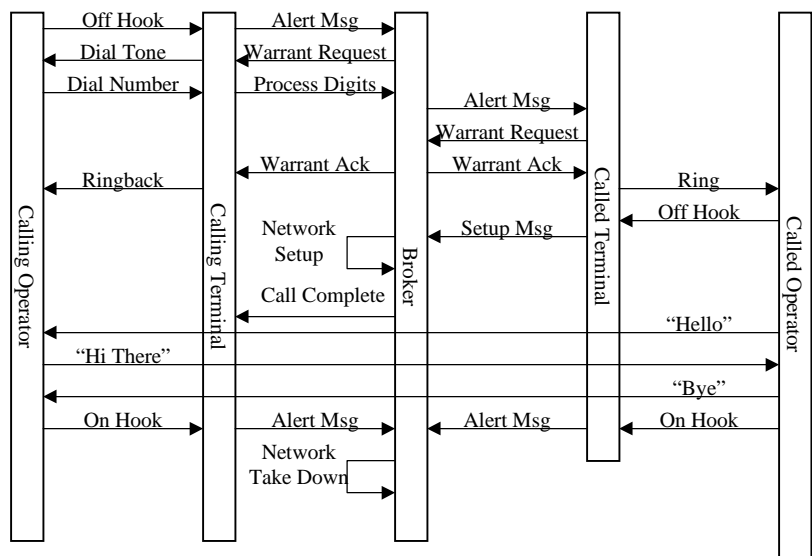 Off Hook
Alert Msg
Dial Tone
Warrant Request
Dial Number
Process Digits
Alert Msg
Warrant Request
Warrant Ack
Warrant Ack
Ringback
Ring
Off Hook
Network
Setup
Setup Msg
Calling Operator
Calling Terminal
Broker
Called Terminal
Called Operator
Call Complete
“Hello”
“Hi There”
“Bye”
On Hook
Alert Msg
Alert Msg
On Hook
Network
Take Down